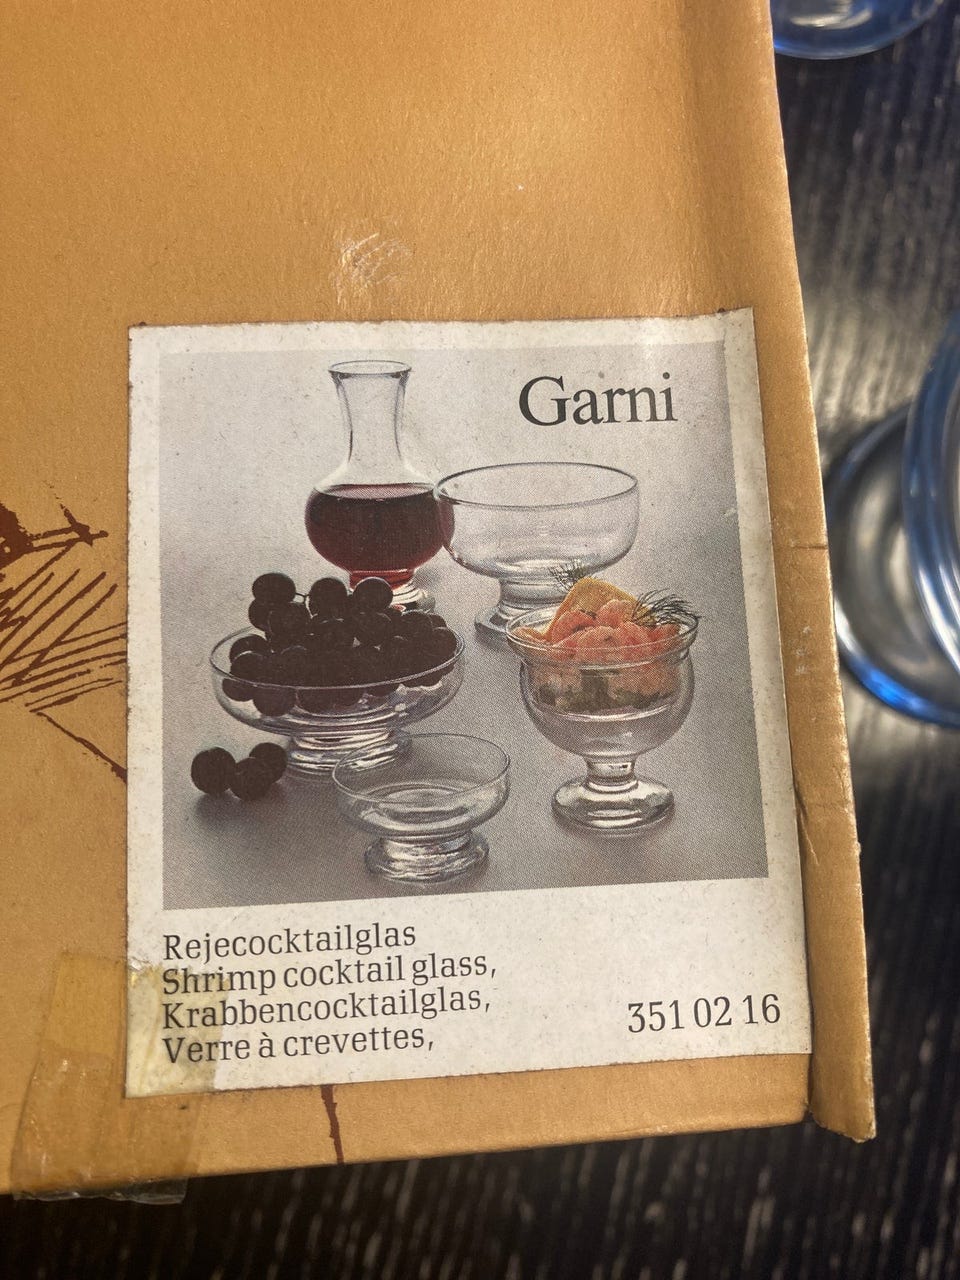 Garni
Rejecocktailglas
Shrimp cocktail glass,
Krabbencocktailglas,
Verre à crevettes,
351 02 16